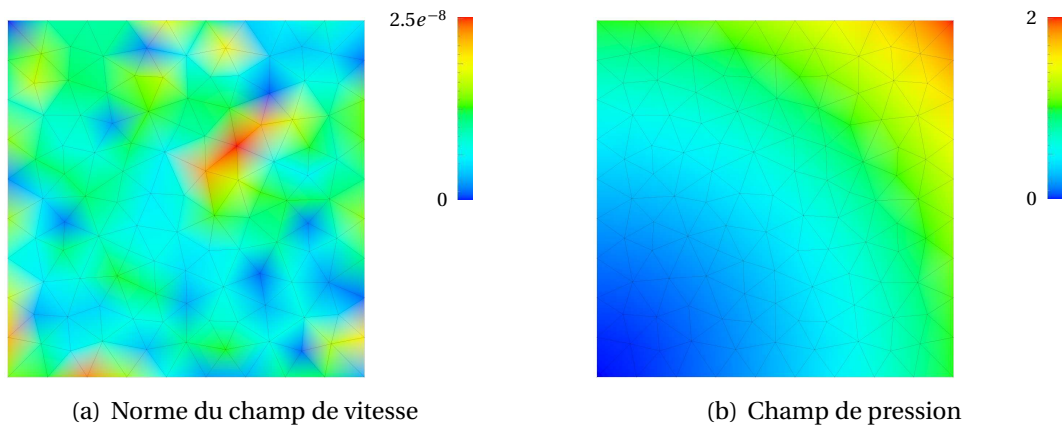 2.5e⁻⁸
0
2
0
(a) Norme du champ de vitesse
(b) Champ de pression